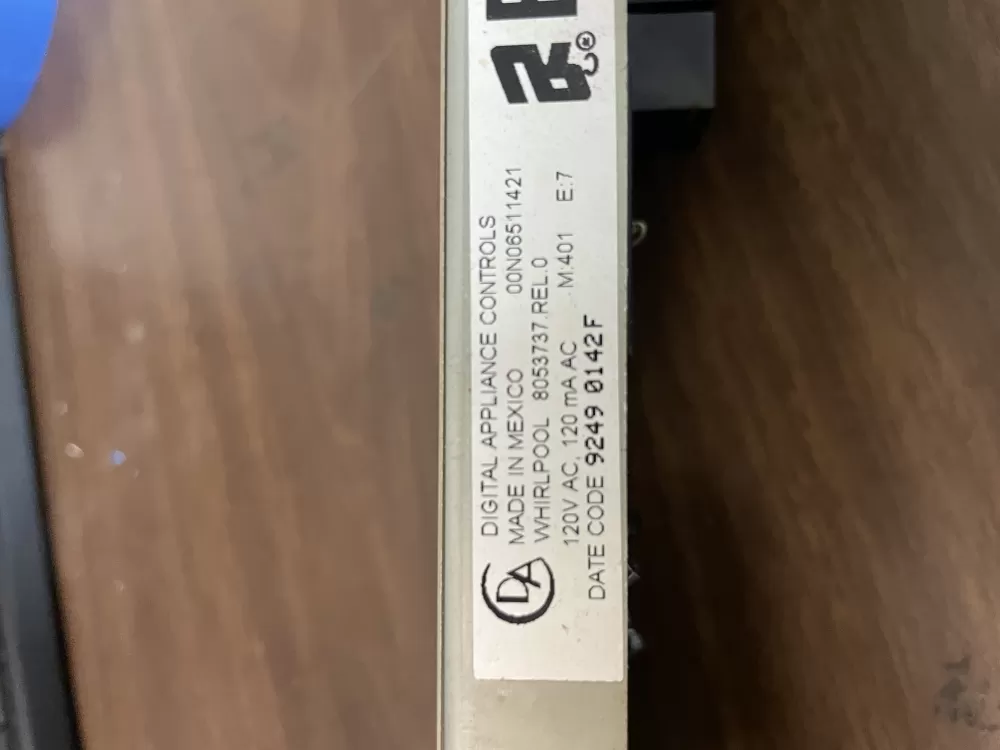 DIGITAL APPLIANCE CONTROLS
MADE IN MEXICO 00N06511421
WHIRLPOOL 8053737 REL.0
120V AC, 120 mA AC M:401 E:7
DATE CODE 9249 0142F
DA